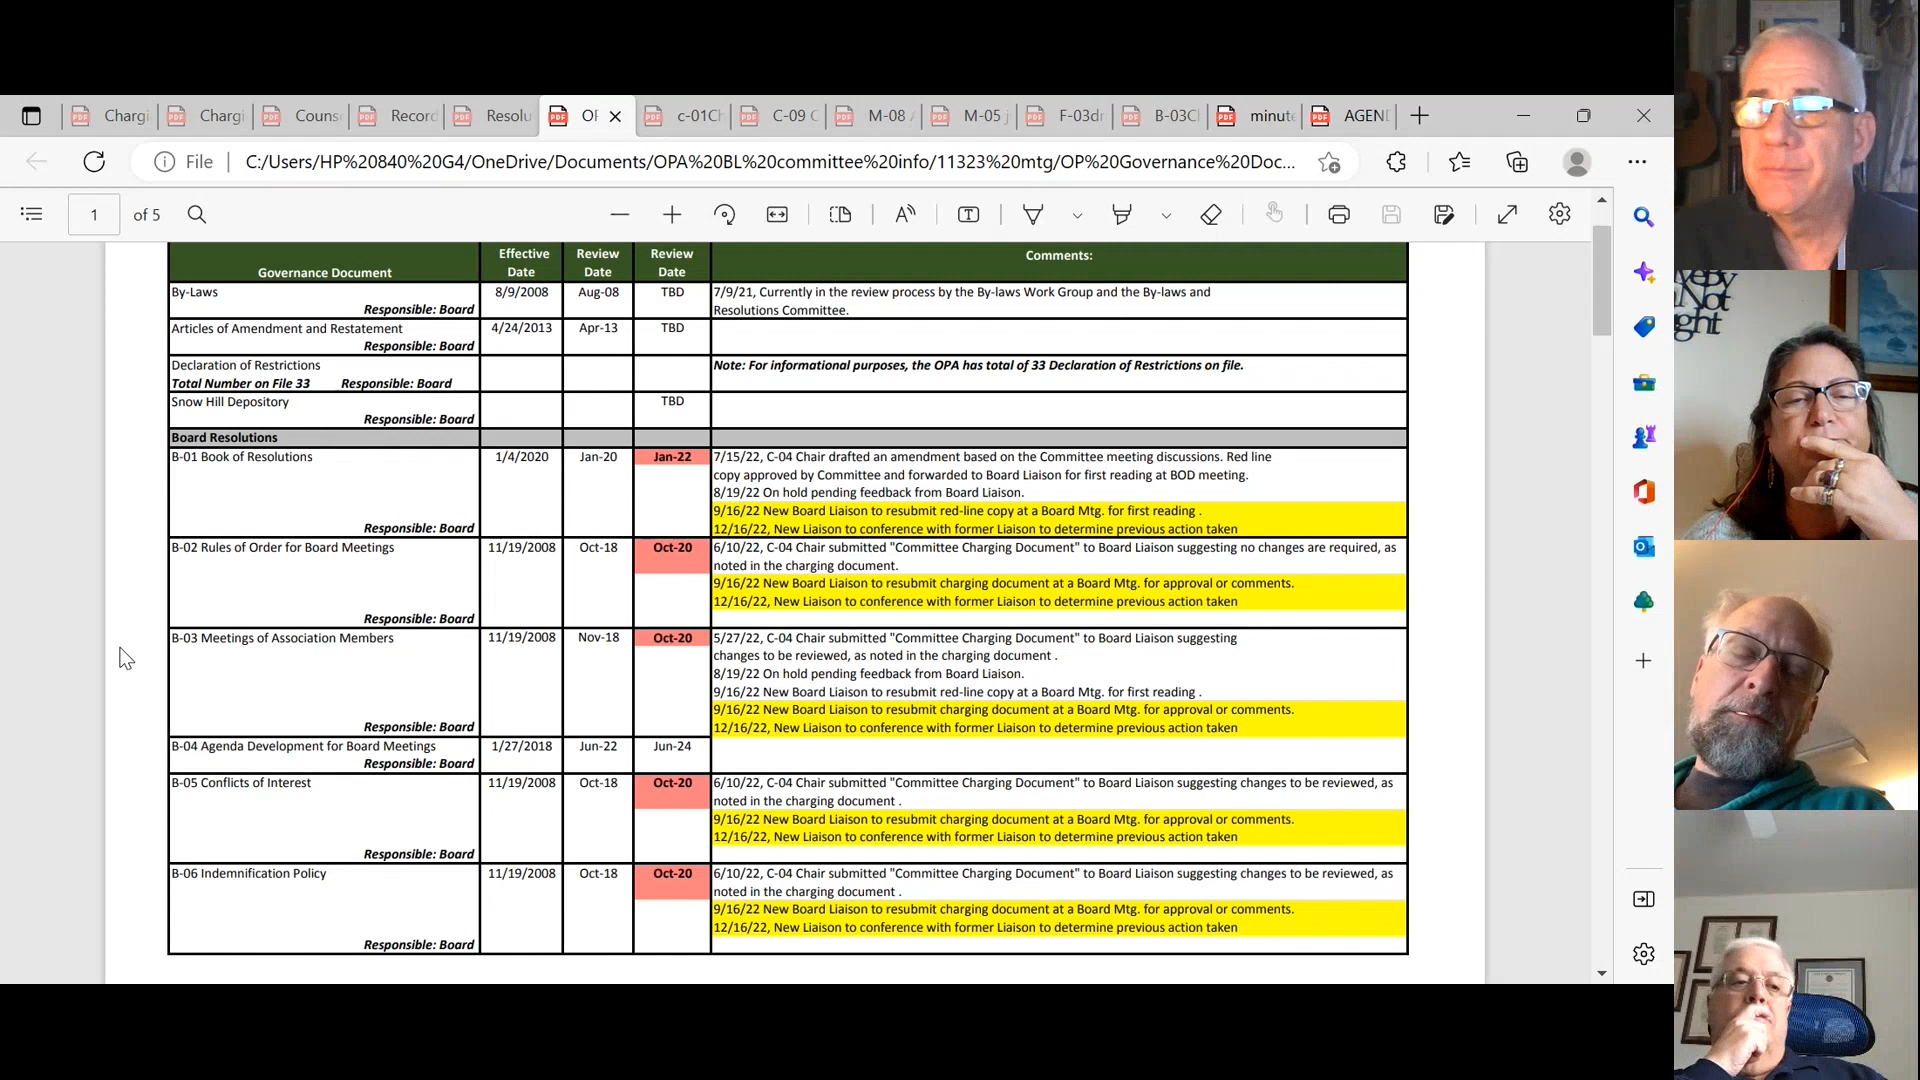 Chargi
Chargi
Couns
Record
Resolu
OF
c-01Ch
C-09 C
M-08
M-05 j
F-03dr
B-03Cl
minute
AGENI
File
C:/Users/HP%20840%20G4/OneDrive/Documents/OPA%20BL%20committee%20info/11323%20mtg/OP%20Governance%20Doc...
1 of 5
Governance Document
Effective
Date
Review
Date
Review
Date
Comments:
By-Laws
Responsible: Board
8/9/2008
Aug-08
TBD
7/9/21, Currently in the review process by the By-laws Work Group and the By-laws and
Resolutions Committee.
Articles of Amendment and Restatement
Responsible: Board
4/24/2013
Apr-13
TBD
Declaration of Restrictions
Total Number on File 33 Responsible: Board
Note: For informational purposes, the OPA has total of 33 Declaration of Restrictions on file.
Snow Hill Depository
Responsible: Board
TBD
Board Resolutions
B-01 Book of Resolutions
Responsible: Board
1/4/2020
Jan-20
Jan-22
7/15/22, C-04 Chair drafted an amendment based on the Committee meeting discussions. Red line
copy approved by Committee and forwarded to Board Liaison for first reading at BOD meeting.
8/19/22 On hold pending feedback from Board Liaison.
9/16/22 New Board Liaison to resubmit red-line copy at a Board Mtg. for first reading .
12/16/22, New Liaison to conference with former Liaison to determine previous action taken
B-02 Rules of Order for Board Meetings
Responsible: Board
11/19/2008
Oct-18
Oct-20
6/10/22, C-04 Chair submitted "Committee Charging Document" to Board Liaison suggesting no changes are required, as
noted in the charging document.
9/16/22 New Board Liaison to resubmit charging document at a Board Mtg. for approval or comments.
12/16/22, New Liaison to conference with former Liaison to determine previous action taken
B-03 Meetings of Association Members
Responsible: Board
11/19/2008
Nov-18
Oct-20
5/27/22, C-04 Chair submitted "Committee Charging Document" to Board Liaison suggesting
changes to be reviewed, as noted in the charging document .
8/19/22 On hold pending feedback from Board Liaison.
9/16/22 New Board Liaison to resubmit red-line copy at a Board Mtg. for first reading .
9/16/22 New Board Liaison to resubmit charging document at a Board Mtg. for approval or comments.
12/16/22, New Liaison to conference with former Liaison to determine previous action taken
B-04 Agenda Development for Board Meetings
Responsible: Board
1/27/2018
Jun-22
Jun-24
B-05 Conflicts of Interest
Responsible: Board
11/19/2008
Oct-18
Oct-20
6/10/22, C-04 Chair submitted "Committee Charging Document" to Board Liaison suggesting changes to be reviewed, as
noted in the charging document .
9/16/22 New Board Liaison to resubmit charging document at a Board Mtg. for approval or comments.
12/16/22, New Liaison to conference with former Liaison to determine previous action taken
B-06 Indemnification Policy
Responsible: Board
11/19/2008
Oct-18
Oct-20
6/10/22, C-04 Chair submitted "Committee Charging Document" to Board Liaison suggesting changes to be reviewed, as
noted in the charging document .
9/16/22 New Board Liaison to resubmit charging document at a Board Mtg. for approval or comments.
12/16/22, New Liaison to conference with former Liaison to determine previous action taken